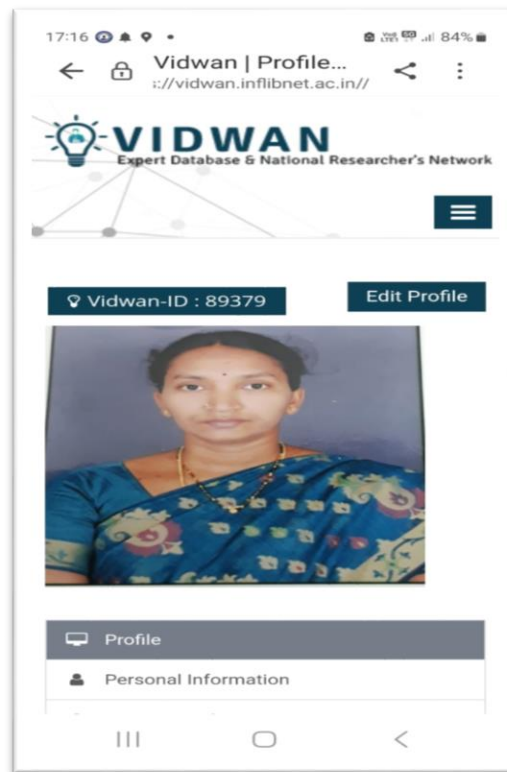 17:16 84%
Vidwan | Profile...
://vidwan.inflibnet.ac.in//
VIDWAN
Expert Database & National Researcher's Network
Vidwan-ID : 89379
Edit Profile
Profile
Personal Information